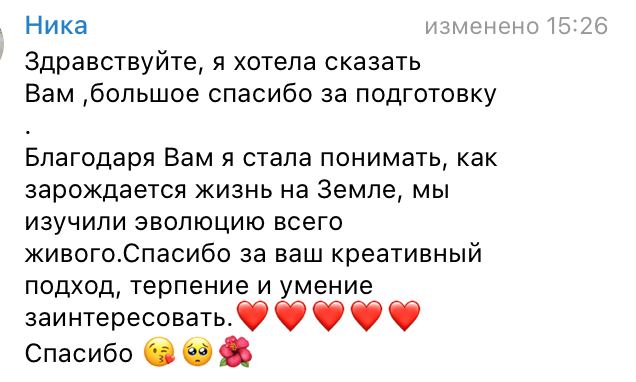 Ника
изменено 15:26
Здравствуйте, я хотела сказать
Вам ,большое спасибо за подготовку
.
Благодаря Вам я стала понимать, как
зарождается жизнь на Земле, мы
изучили эволюцию всего
живого.Спасибо за ваш креативный
подход, терпение и умение
заинтересовать.❤️❤️❤️❤️❤️
Спасибо 😘🥺🌺